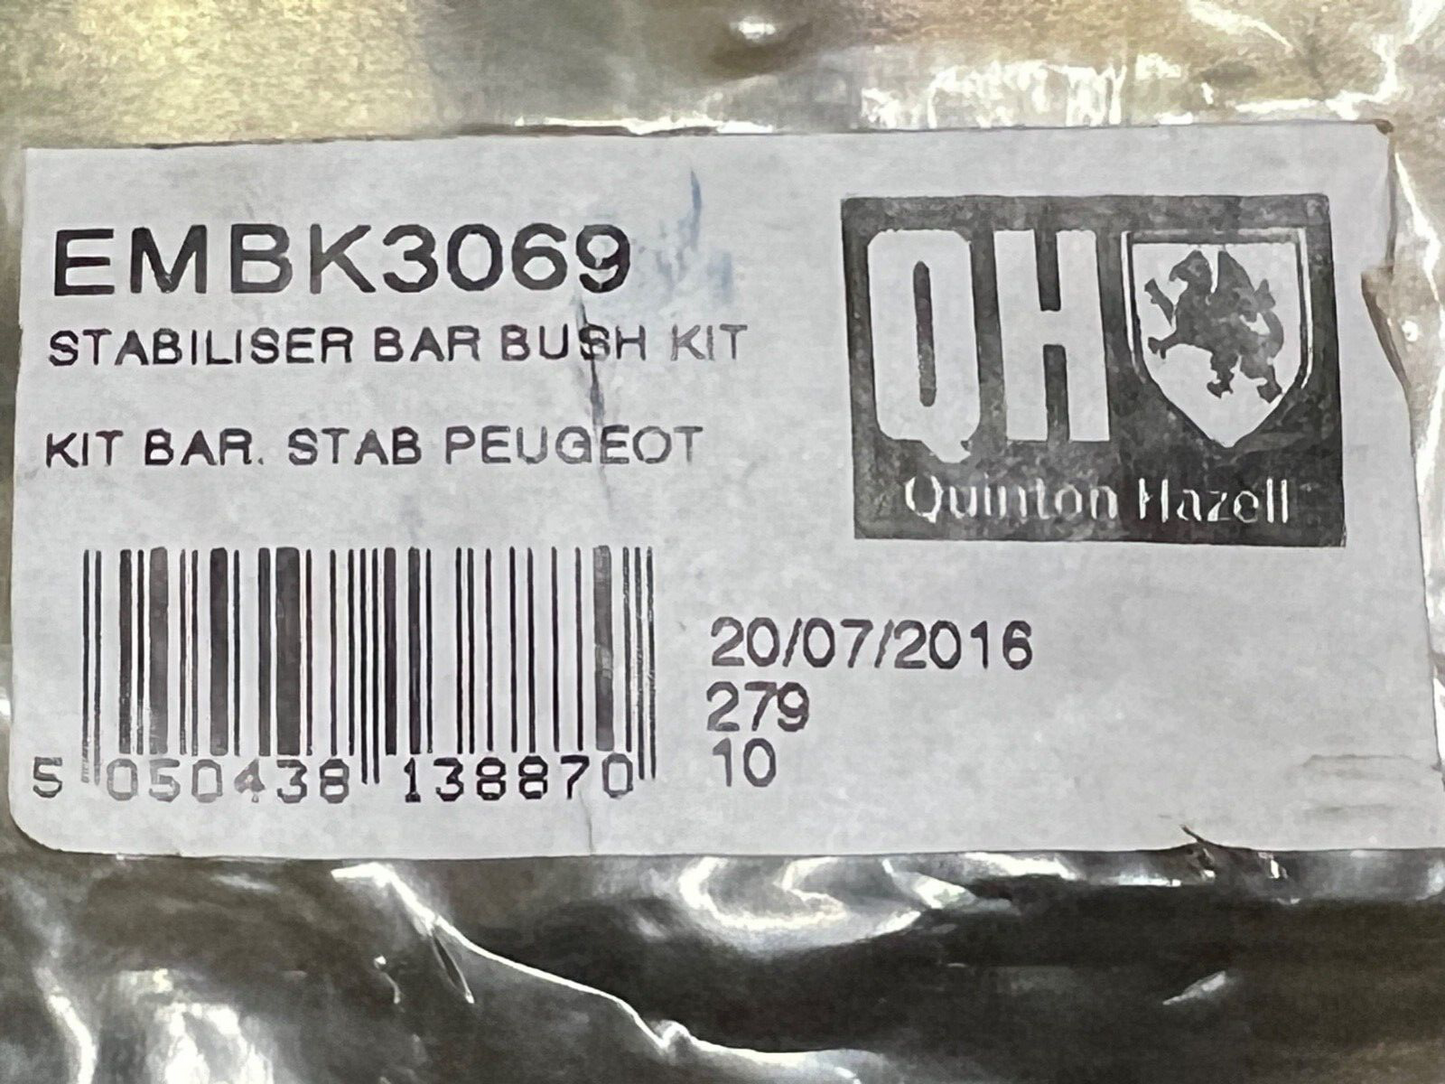 EMBK3069
STABILISER BAR BUSH KIT
KIT BAR. STAB PEUGEOT
QH
Quinton Hazell
20/07/2016
279
10
5 050438 138870